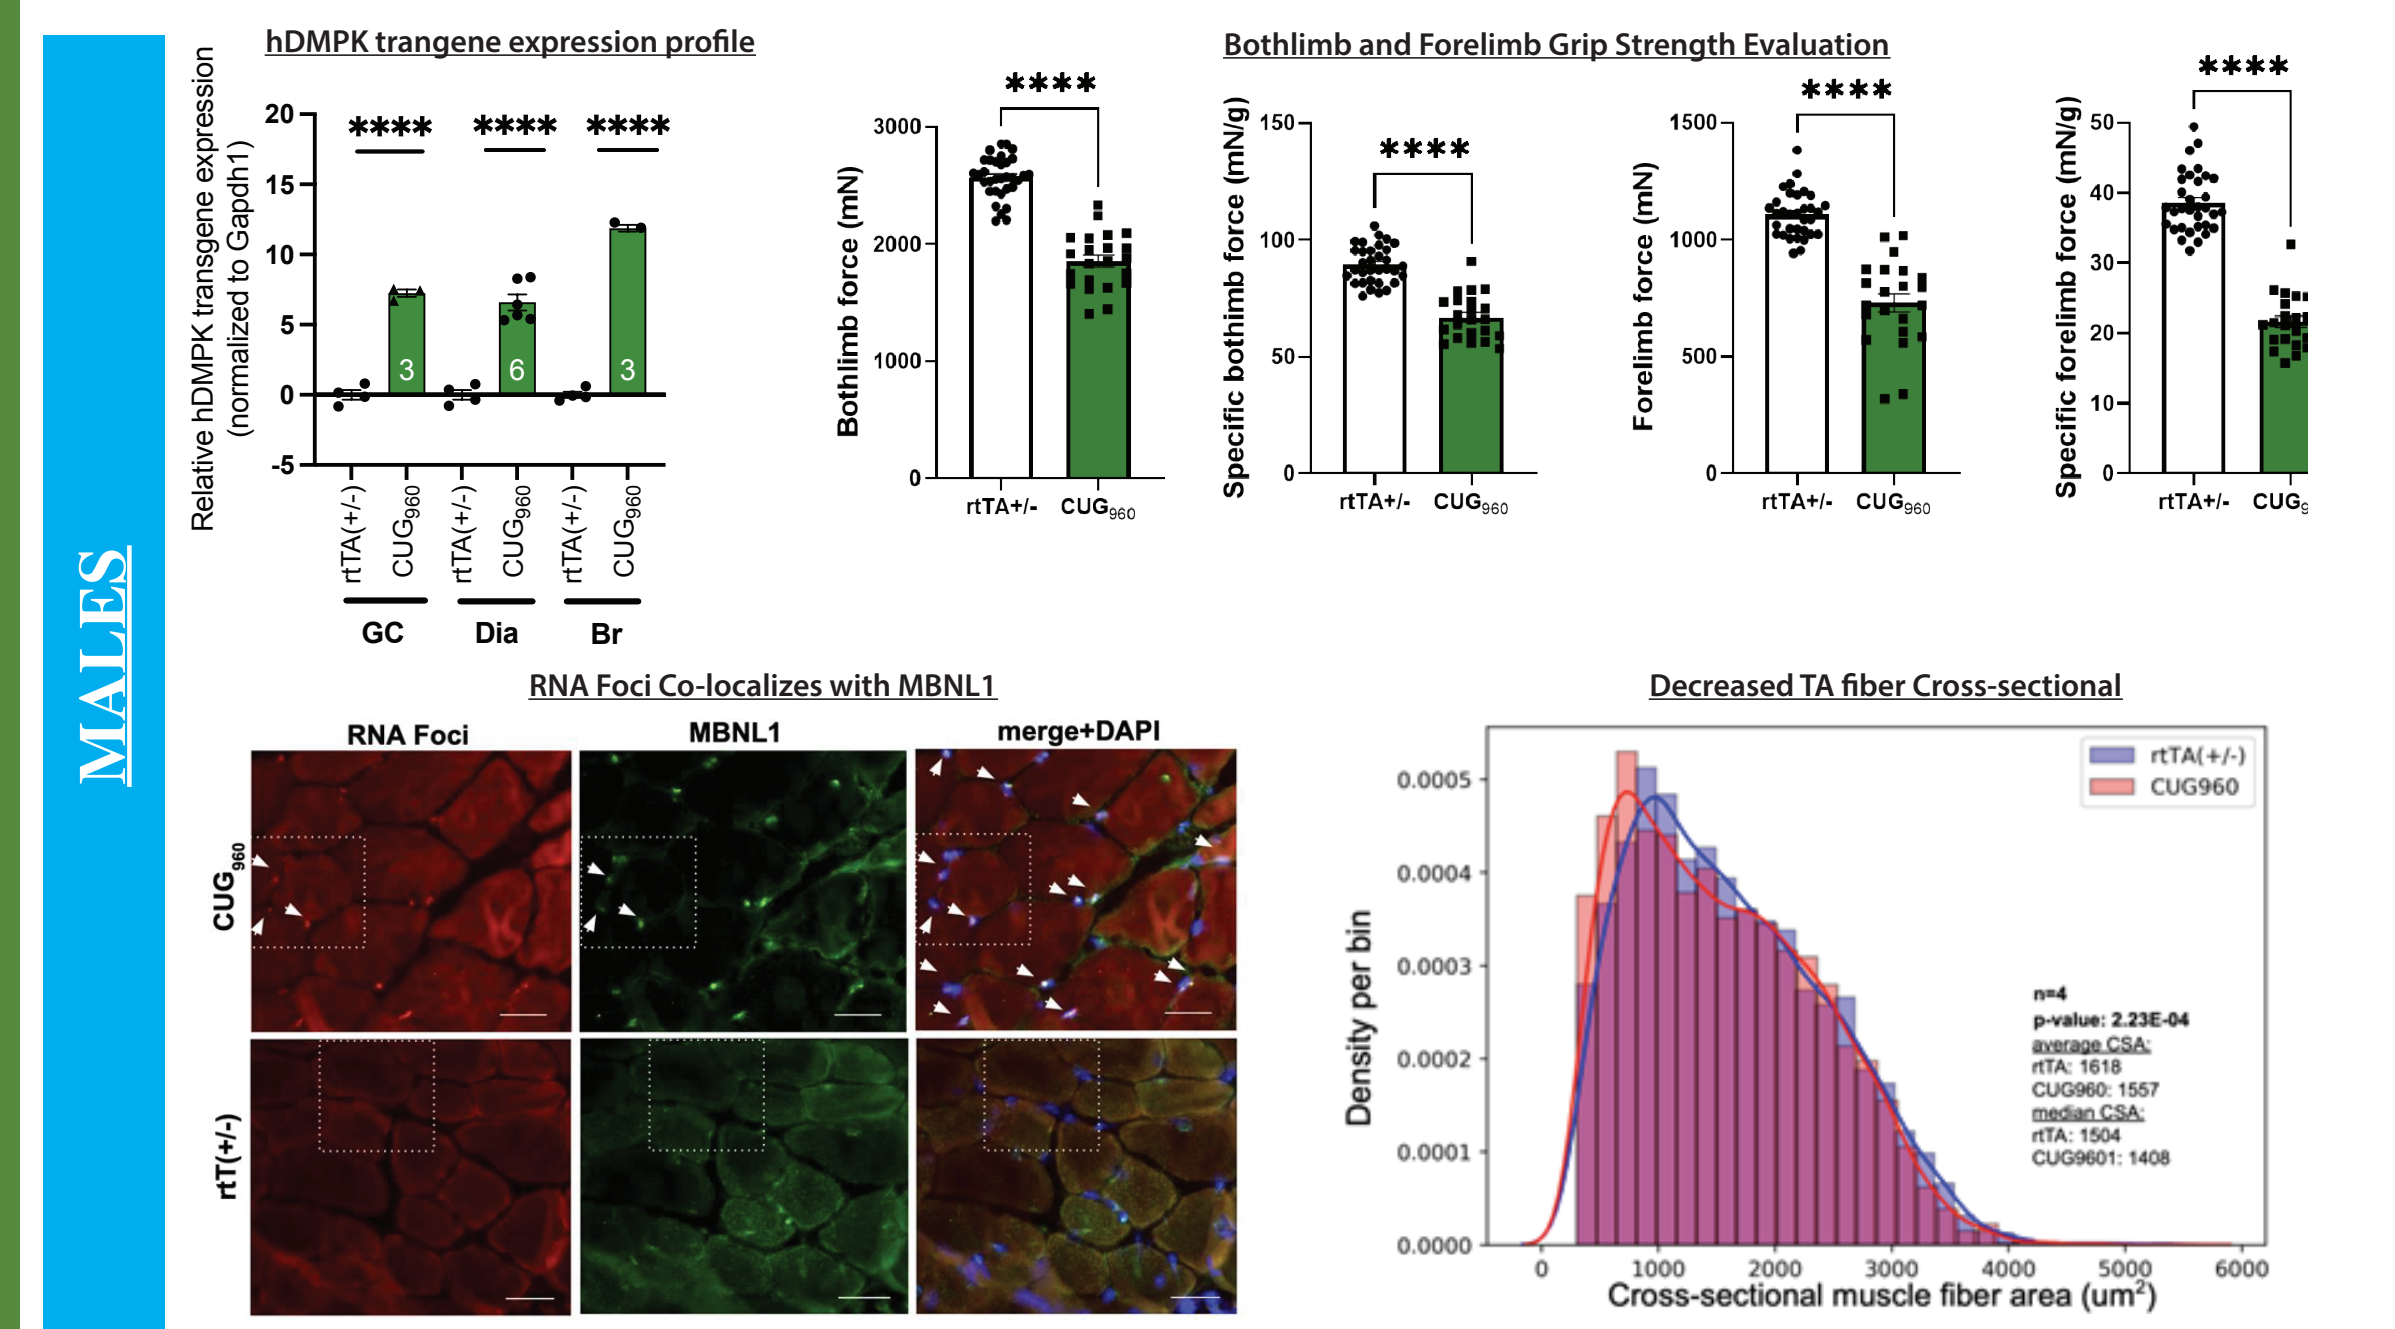 MALES
hDMPK trangene expression profile
Relative hDMPK transgene expression
(normalized to Gapdh1)
20
15
10
5
0
-5
****
****
****
3
6
3
rtTA(+/-)
CUG960
rtTA(+/-)
CUG960
rtTA(+/-)
CUG960
GC
Dia
Br
Bothlimb and Forelimb Grip Strength Evaluation
Bothlimb force (mN)
3000
2000
1000
0
****
rtTA+/-
CUG960
Specific bothimb force (mN/g)
150
100
50
0
****
rtTA+/-
CUG960
Forelimb force (mN)
1500
1000
500
0
****
rtTA+/-
CUG960
Specific forelimb force (mN/g)
50
40
30
20
10
0
****
rtTA+/-
CUG9
RNA Foci Co-localizes with MBNL1
RNA Foci
MBNL1
merge+DAPI
CUG960
rtT(+/-)
Decreased TA fiber Cross-sectional
Density per bin
0.0005
0.0004
0.0003
0.0002
0.0001
0.0000
rtTA(+/-)
CUG960
n=4
p-value: 2.23E-04
average CSA:
rtTA: 1618
CUG960: 1557
median CSA:
rtTA: 1504
CUG9601: 1408
0
1000
2000
3000
4000
5000
6000
Cross-sectional muscle fiber area (um2)